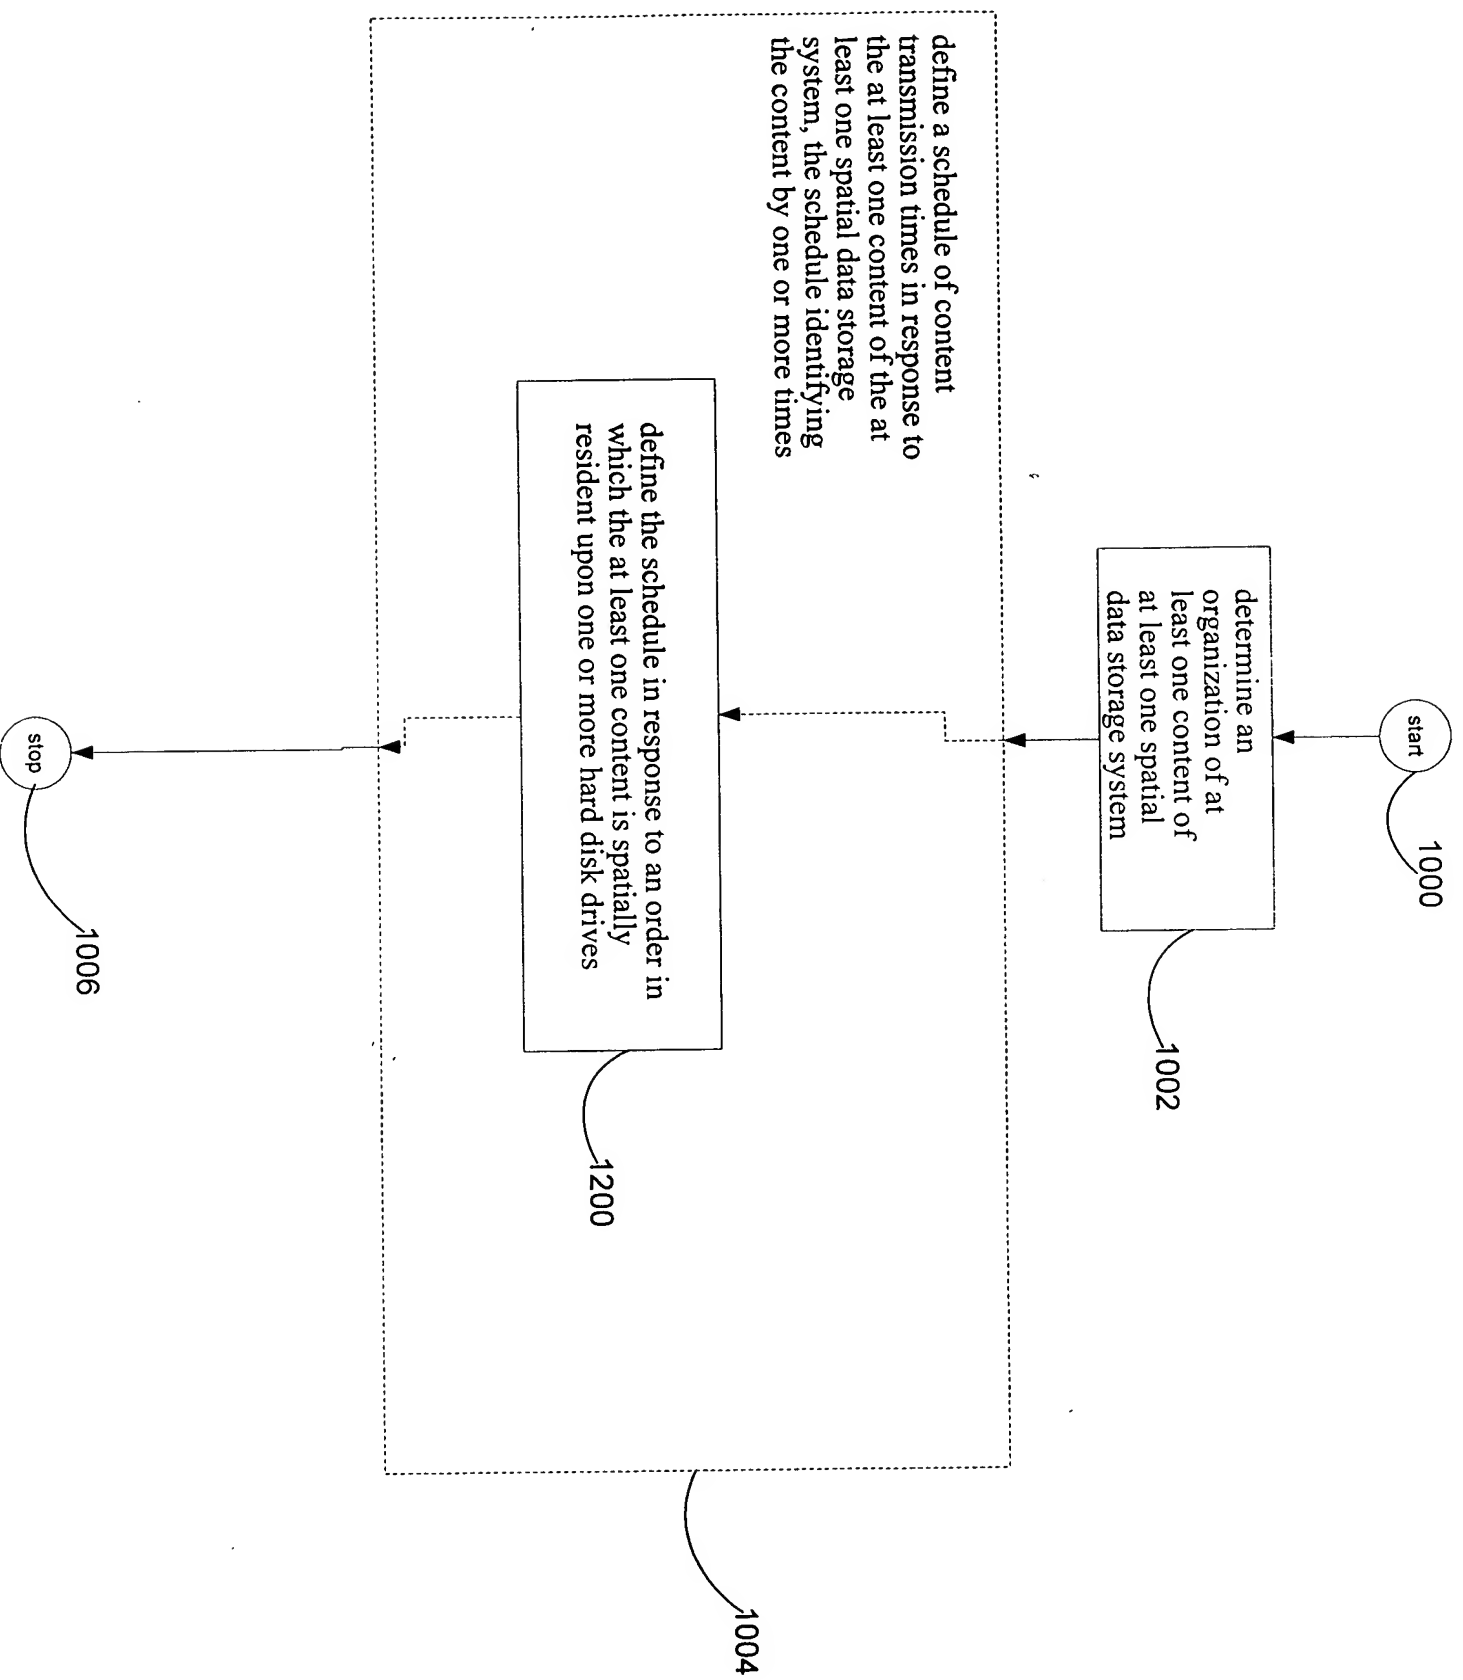 start
1000
determine an
organization of at
least one content of
at least one spatial
data storage system
1002
define a schedule of content
transmission times in response to
the at least one content of the at
least one spatial data storage
system, the schedule identifying
the content by one or more times
define the schedule in response to an order in
which the at least one content is spatially
resident upon one or more hard disk drives
1200
1004
stop
1006